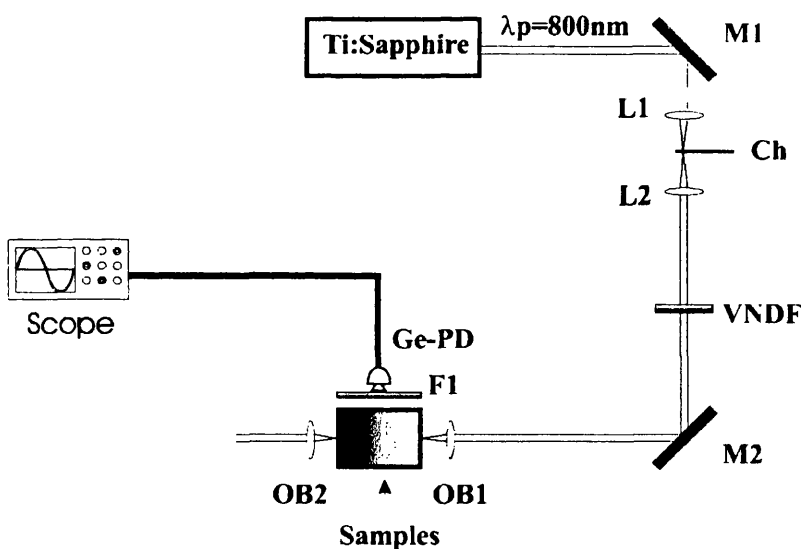 Ti:Sapphire
λp=800nm
M1
L1
Ch
L2
VNDF
Scope
Ge-PD
F1
M2
OB2
OB1
Samples